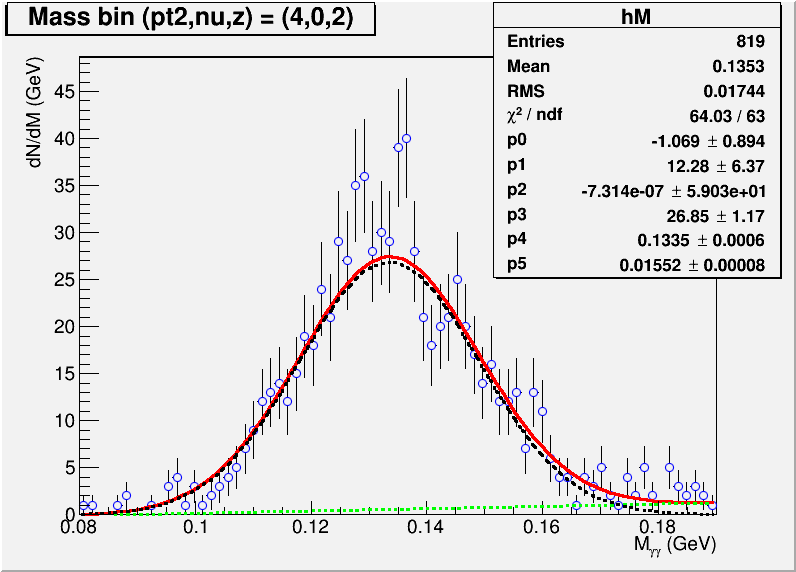 Mass bin (pt2,nu,z) = (4,0,2)
hM
Entries 819
Mean 0.1353
RMS 0.01744
χ² / ndf 64.03 / 63
p0 -1.069 ± 0.894
p1 12.28 ± 6.37
p2 -7.314e-07 ± 5.903e+01
p3 26.85 ± 1.17
p4 0.1335 ± 0.0006
p5 0.01552 ± 0.00008
dN/dM (GeV)
45
40
35
30
25
20
15
10
5
0
0.08 0.1 0.12 0.14 0.16 0.18
Mγγ (GeV)